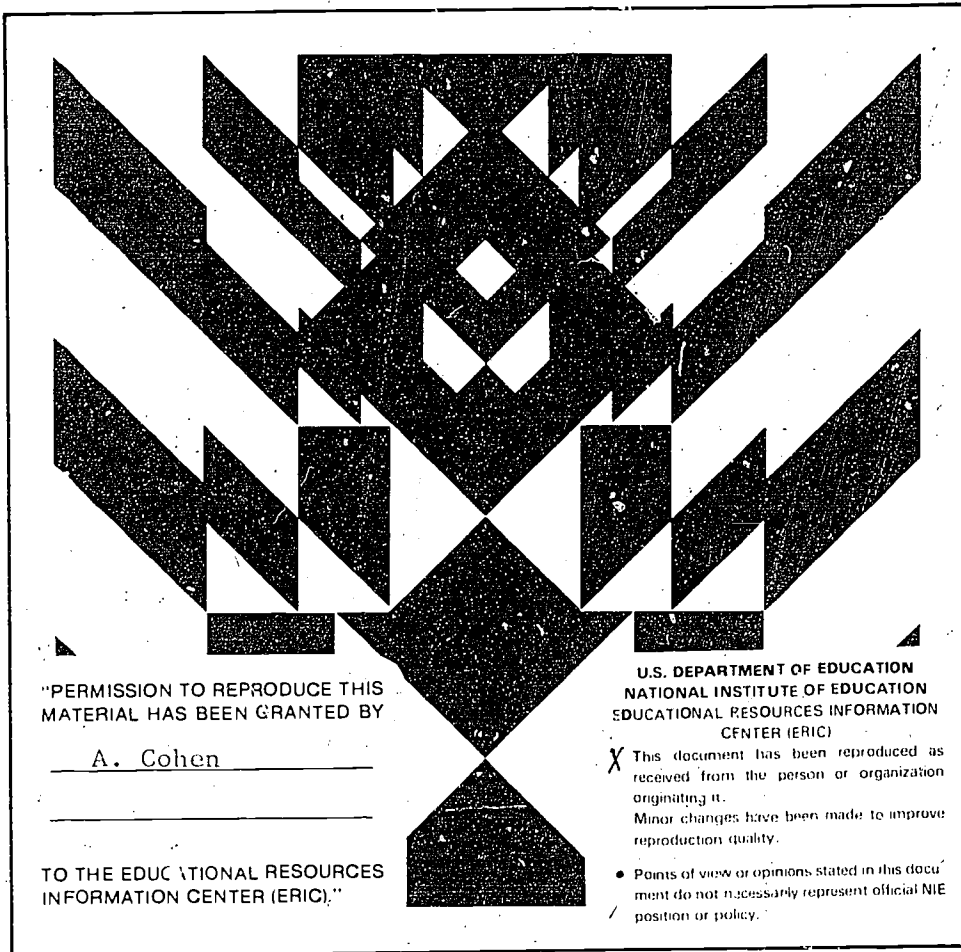 "PERMISSION TO REPRODUCE THIS
MATERIAL HAS BEEN GRANTED BY
A. Cohen
TO THE EDUCATIONAL RESOURCES
INFORMATION CENTER (ERIC)."
U.S. DEPARTMENT OF EDUCATION
NATIONAL INSTITUTE OF EDUCATION
EDUCATIONAL RESOURCES INFORMATION
CENTER (ERIC)
X This document has been reproduced as
received from the person or organization
originating it.
Minor changes have been made to improve
reproduction quality.
• Points of view or opinions stated in this docu
ment do not necessarily represent official NIE
position or policy.